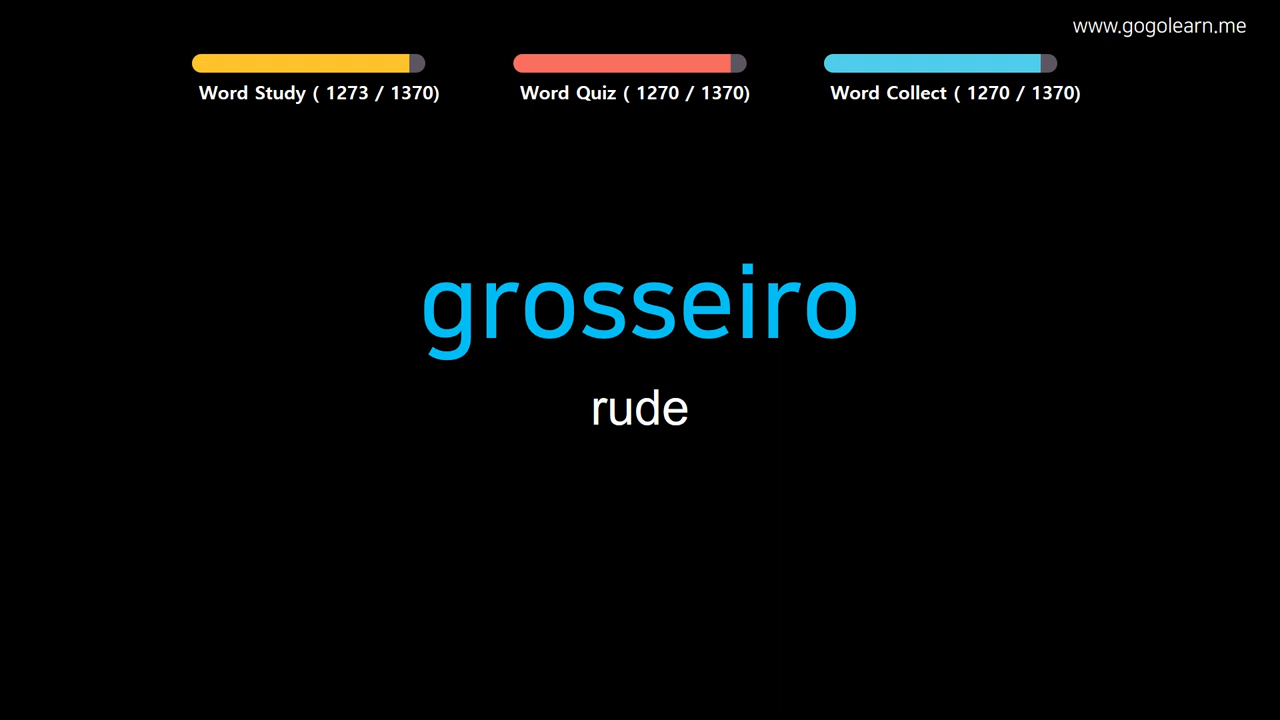 www.gogolearn.me
Word Study ( 1273 / 1370)
Word Quiz ( 1270 / 1370)
Word Collect ( 1270 / 1370)
grosseiro
rude